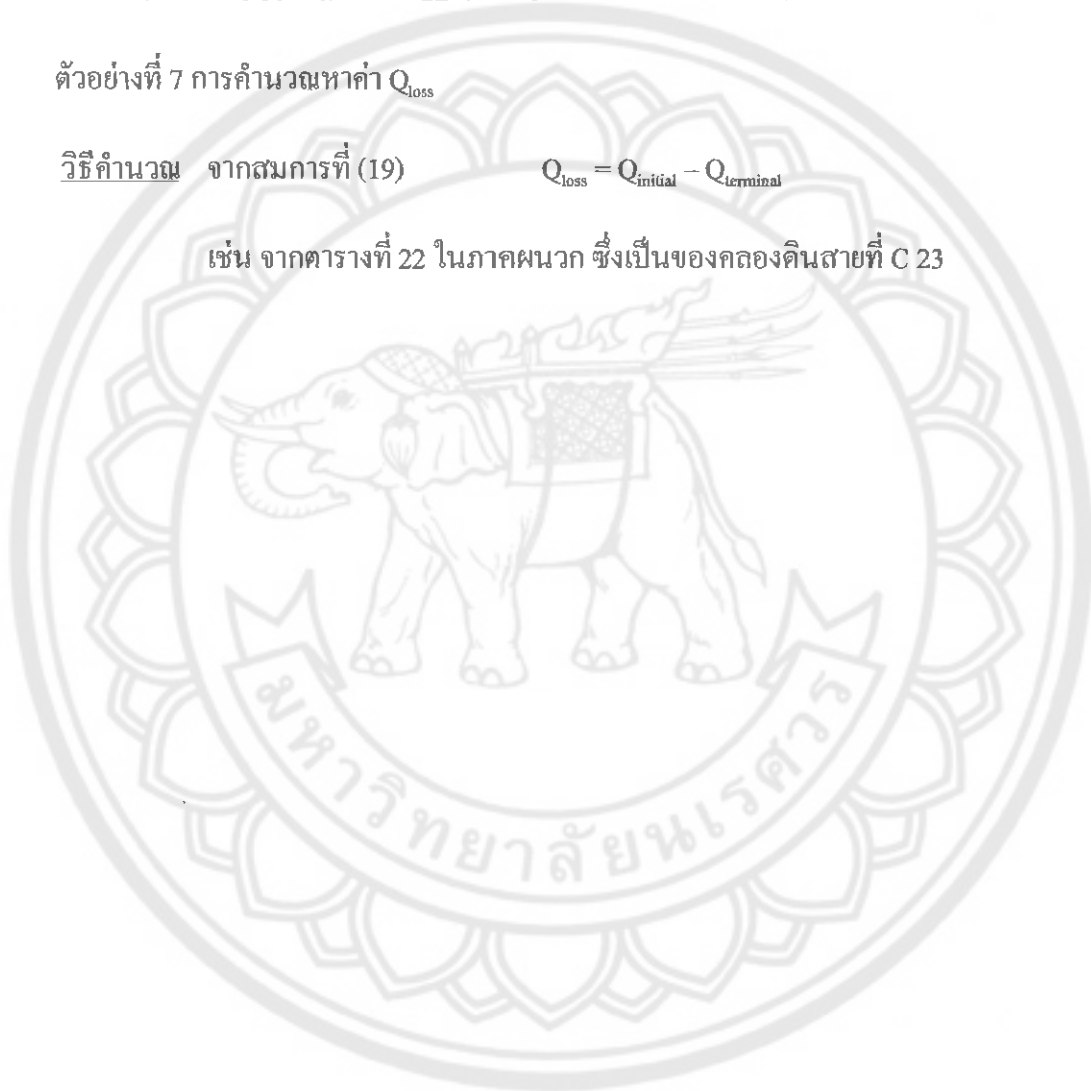 ตัวอย่างที่ 7 การคำนวณหาค่า Q_loss
วิธีคำนวณ จากสมการที่ (19) Q_loss = Q_initial – Q_terminal
เช่น จากตารางที่ 22 ในภาคผนวก ซึ่งเป็นของคลองดินสายที่ C 23
มหาวิทยาลัยนเรศวร